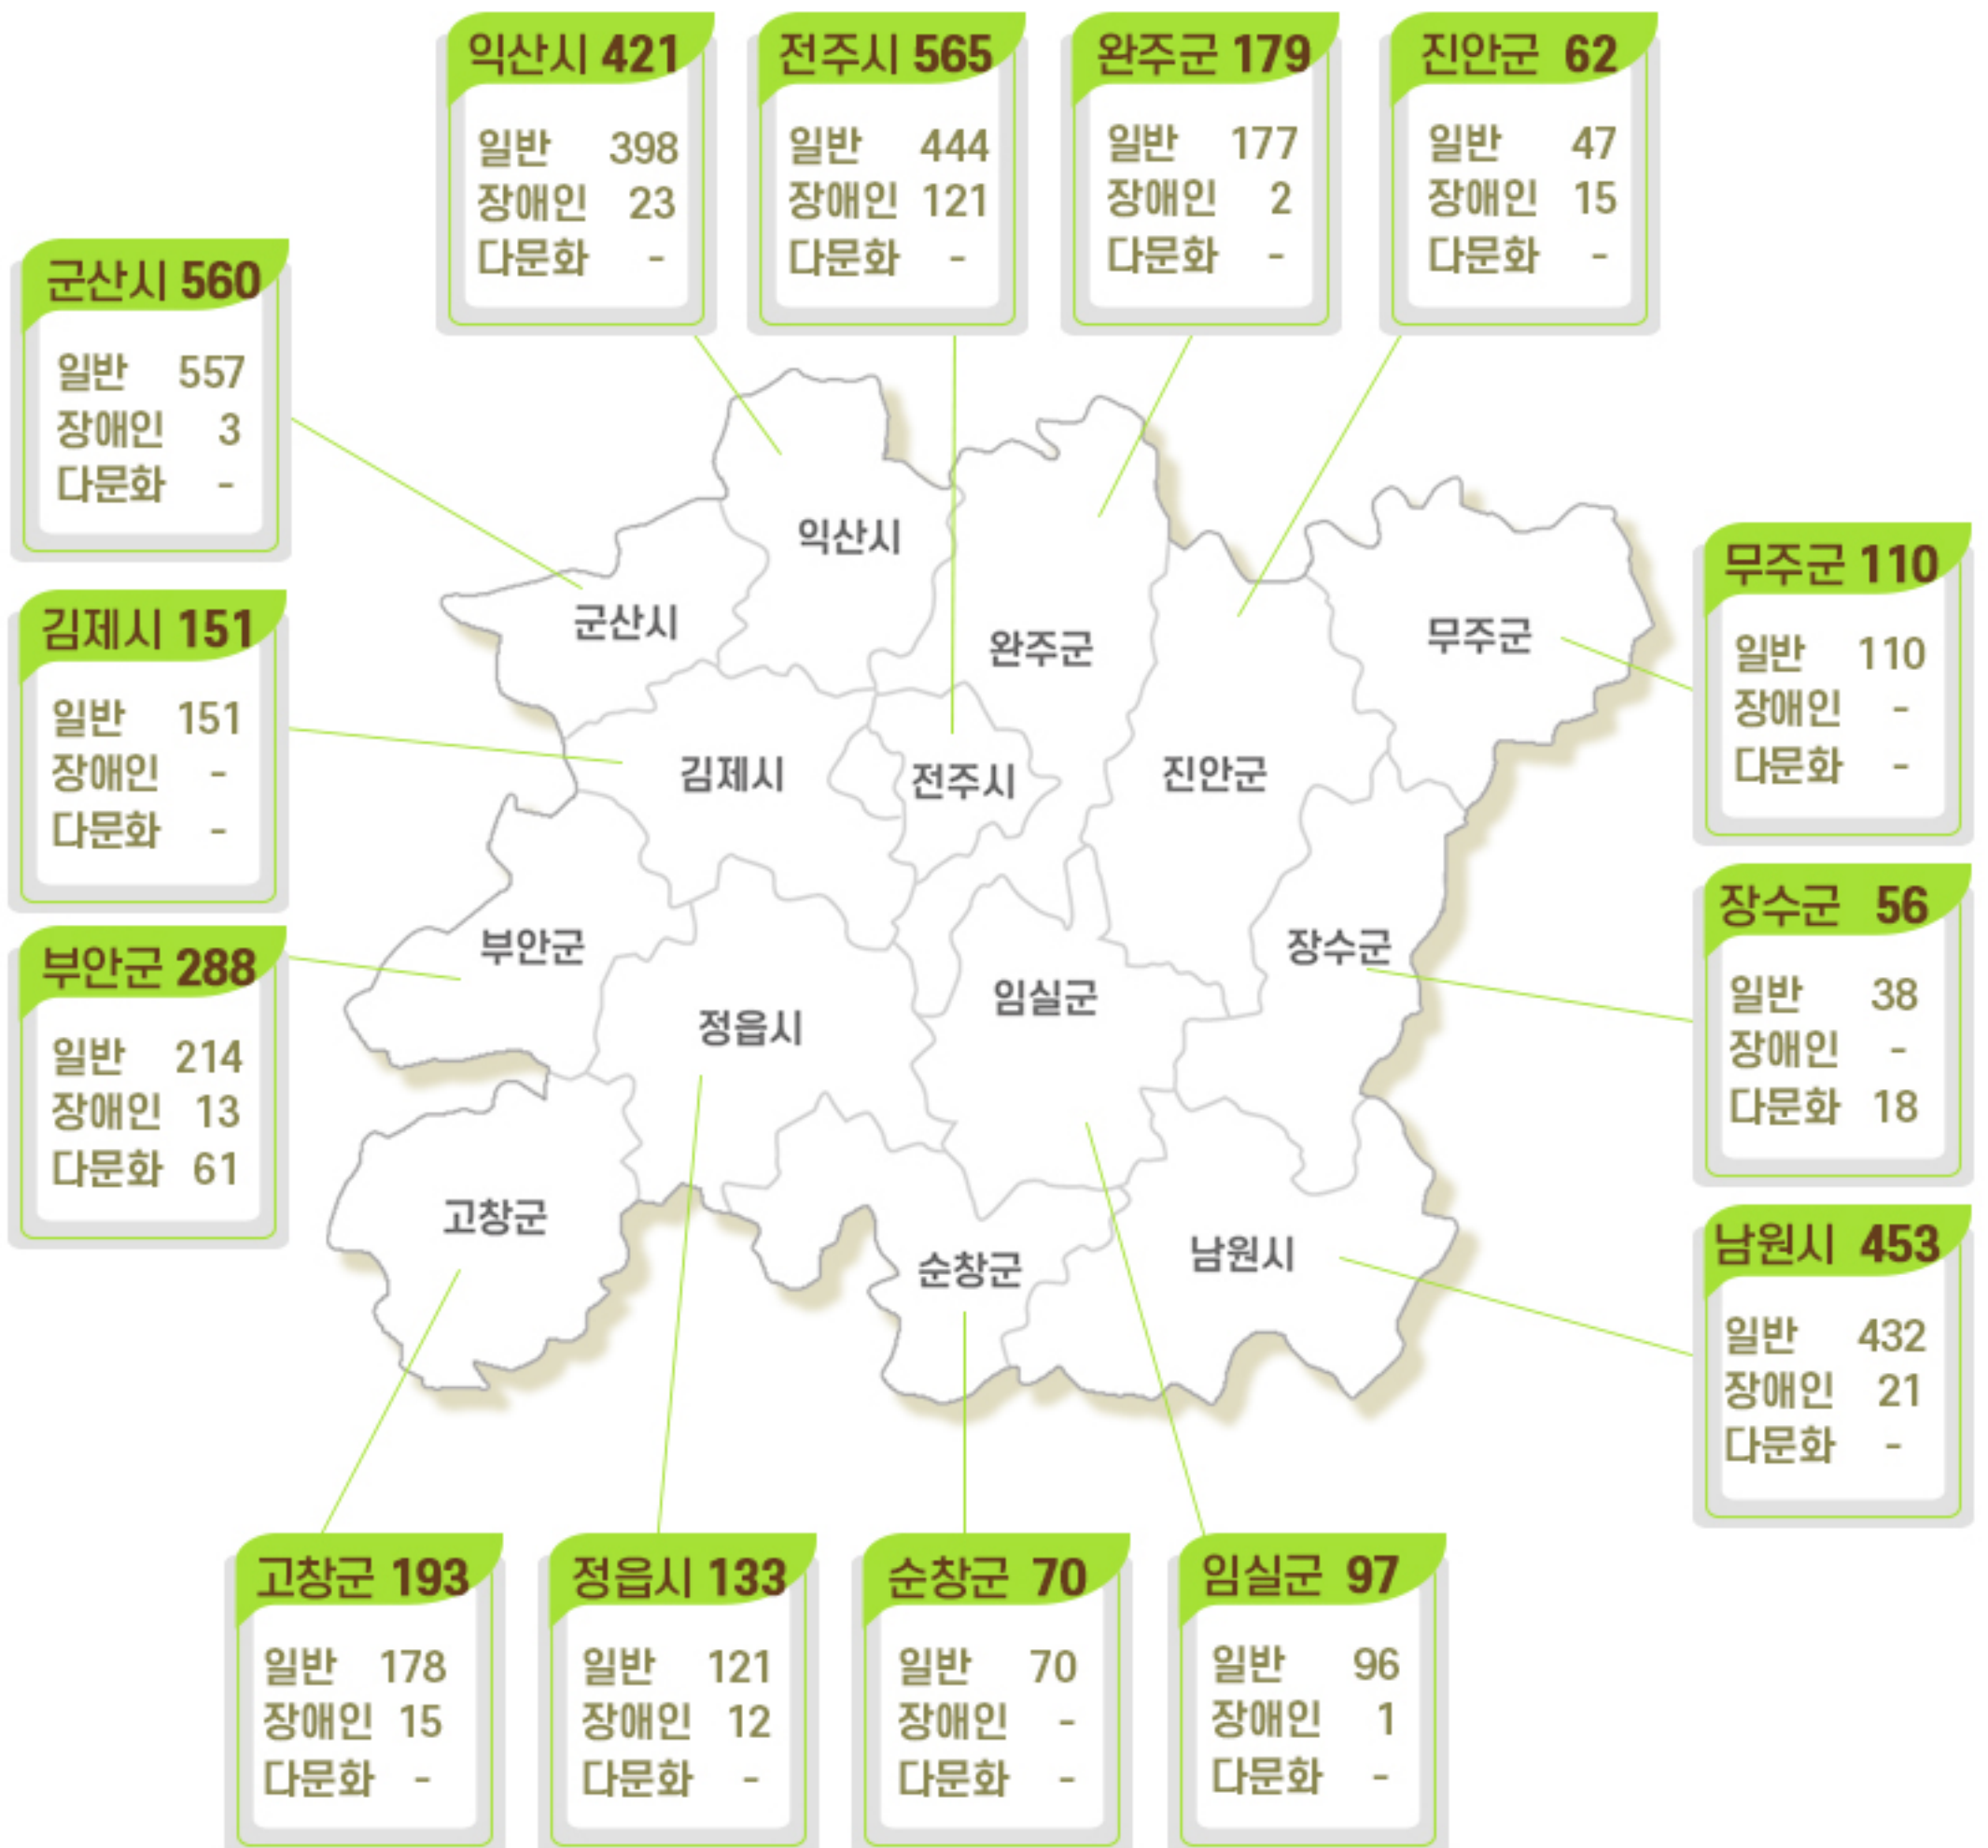 익산시 421
일반 398
장애인 23
다문화 -
전주시 565
일반 444
장애인 121
다문화 -
완주군 179
일반 177
장애인 2
다문화 -
진안군 62
일반 47
장애인 15
다문화 -
군산시 560
일반 557
장애인 3
다문화 -
김제시 151
일반 151
장애인 -
다문화 -
부안군 288
일반 214
장애인 13
다문화 61
익산시
군산시
완주군
무주군
김제시
전주시
진안군
부안군
장수군
임실군
정읍시
고창군
순창군
남원시
무주군 110
일반 110
장애인 -
다문화 -
장수군 56
일반 38
장애인 -
다문화 18
남원시 453
일반 432
장애인 21
다문화 -
고창군 193
일반 178
장애인 15
다문화 -
정읍시 133
일반 121
장애인 12
다문화 -
순창군 70
일반 70
장애인 -
다문화 -
임실군 97
일반 96
장애인 1
다문화 -